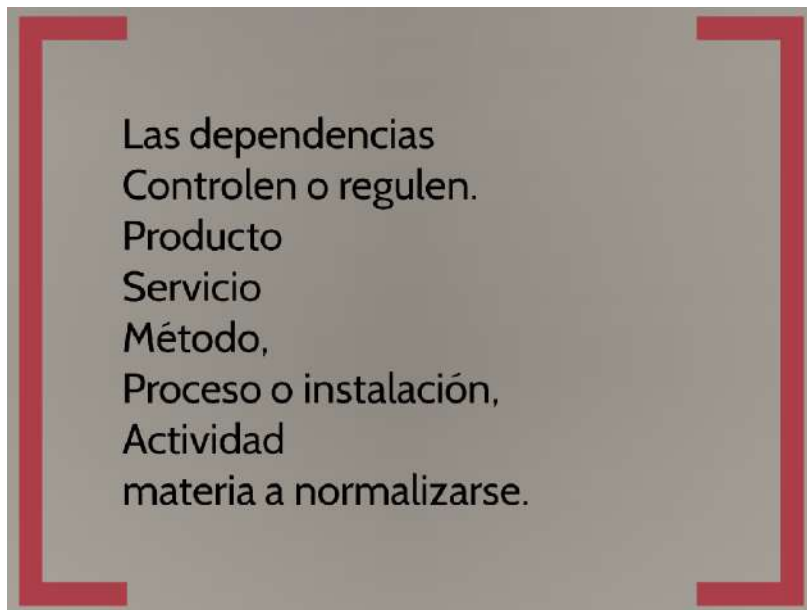 Las dependencias
Controlen o regulen.
Producto
Servicio
Método,
Proceso o instalación,
Actividad
materia a normalizarse.